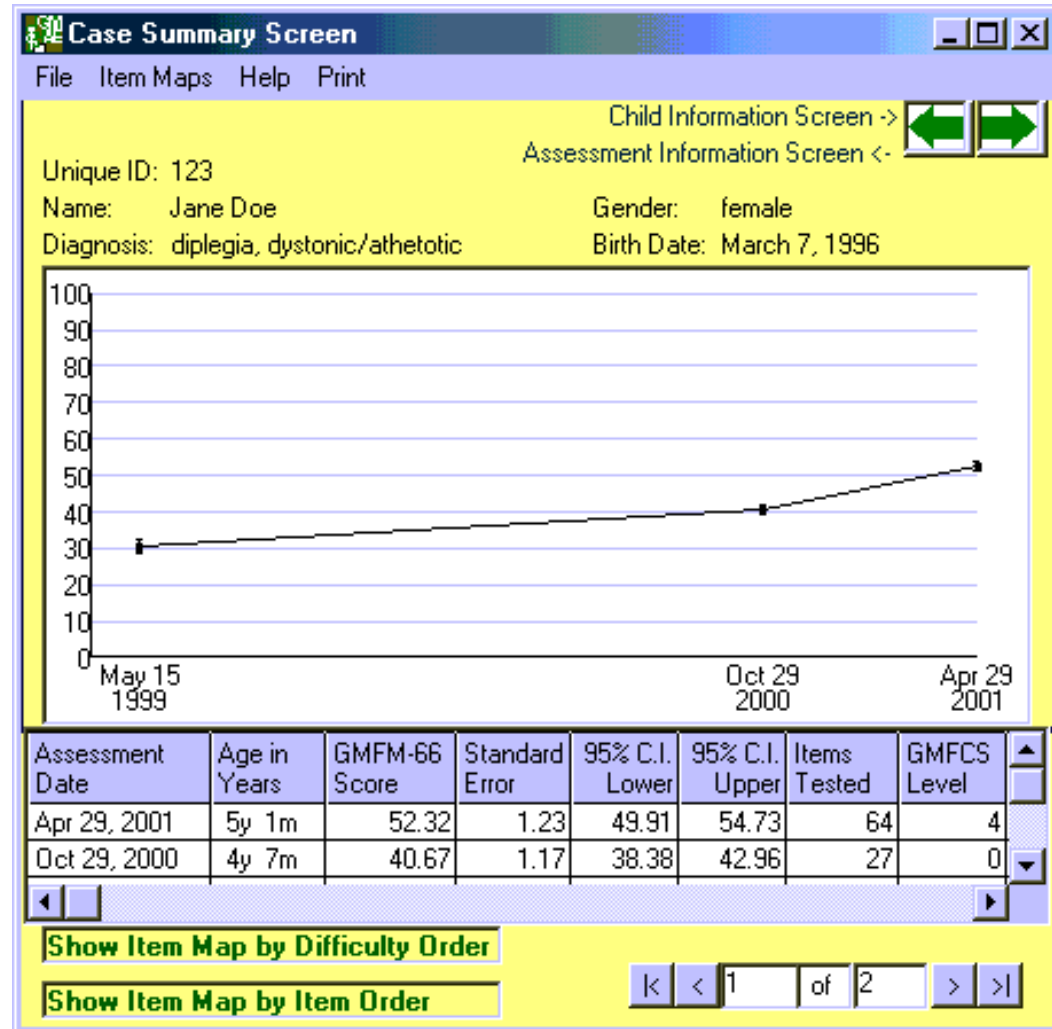 Case Summary Screen
File Item Maps Help Print
Child Information Screen ->
Assessment Information Screen <-
Unique ID: 123
Name: Jane Doe Gender: female
Diagnosis: diplegia, dystonic/athetotic Birth Date: March 7, 1996
100
90
80
70
60
50
40
30
20
10
0
May 15 Oct 29 Apr 29
1999 2000 2001
Assessment Age in GMFM-66 Standard 95% C.I. 95% C.I. Items GMFCS
Date Years Score Error Lower Upper Tested Level
Apr 29, 2001 5y 1m 52.32 1.23 49.91 54.73 64 4
Oct 29, 2000 4y 7m 40.67 1.17 38.38 42.96 27 0
Show Item Map by Difficulty Order
Show Item Map by Item Order
|< < 1 of 2 > >|